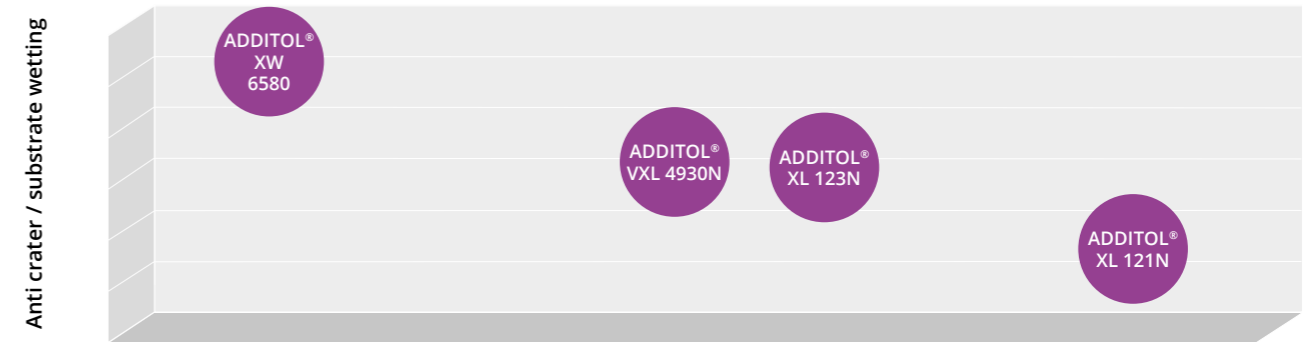 Anti crater / substrate wetting
ADDITOL®
XW
6580
ADDITOL®
VXL 4930N
ADDITOL®
XL 123N
ADDITOL®
XL 121N